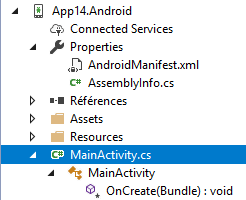 App14.Android
Connected Services
Properties
AndroidManifest.xml
AssemblyInfo.cs
Références
Assets
Resources
MainActivity.cs
MainActivity
OnCreate(Bundle) : void